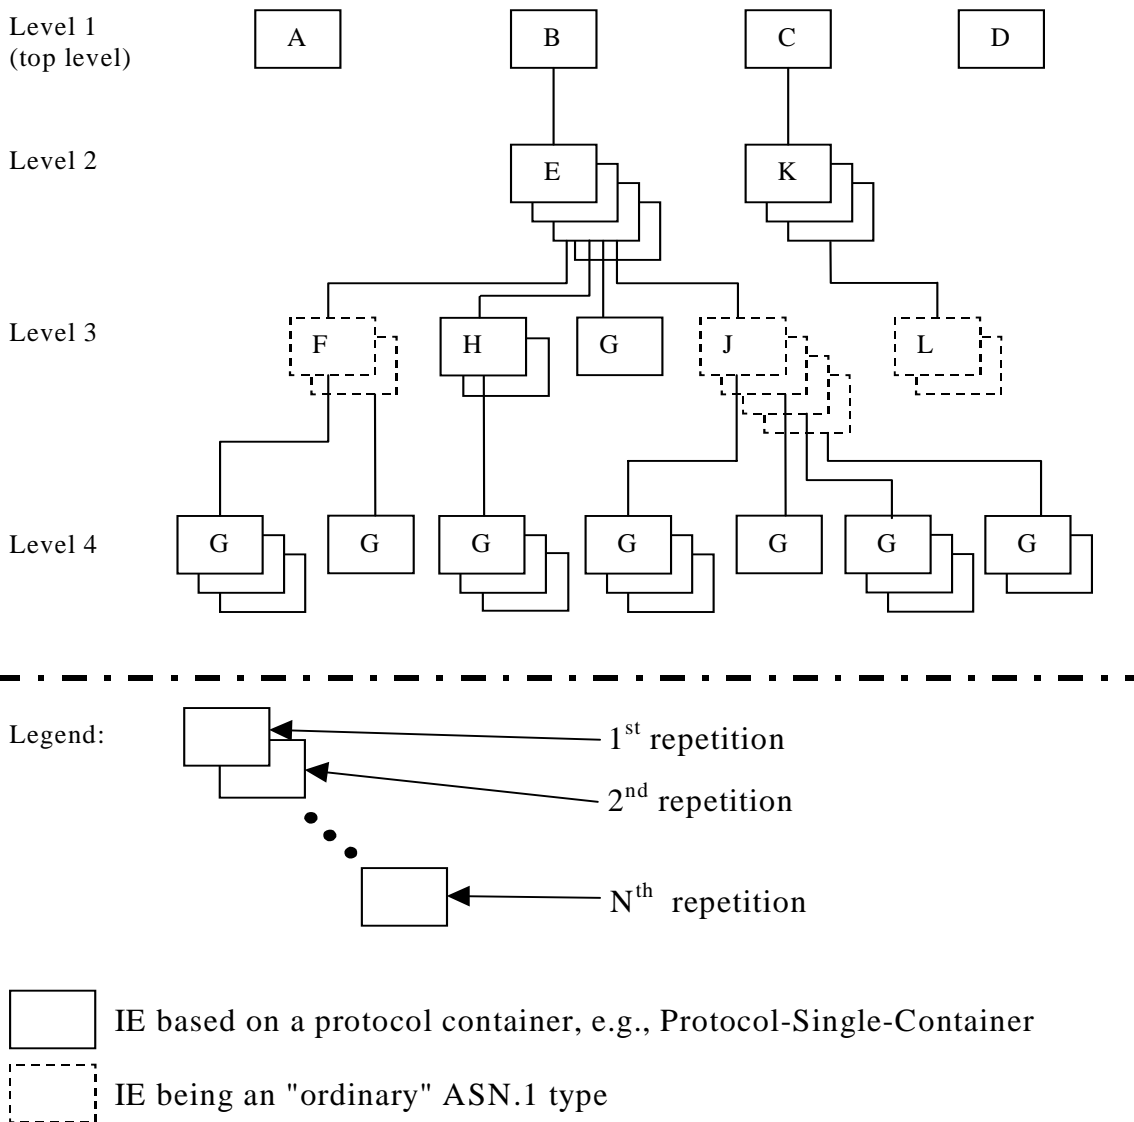 Level 1
(top level)
A
B
C
D
Level 2
E
K
Level 3
F
H
G
J
L
Level 4
G
G
G
G
G
G
G
Legend:
1st repetition
2nd repetition
Nth repetition
IE based on a protocol container, e.g., Protocol-Single-Container
IE being an "ordinary" ASN.1 type